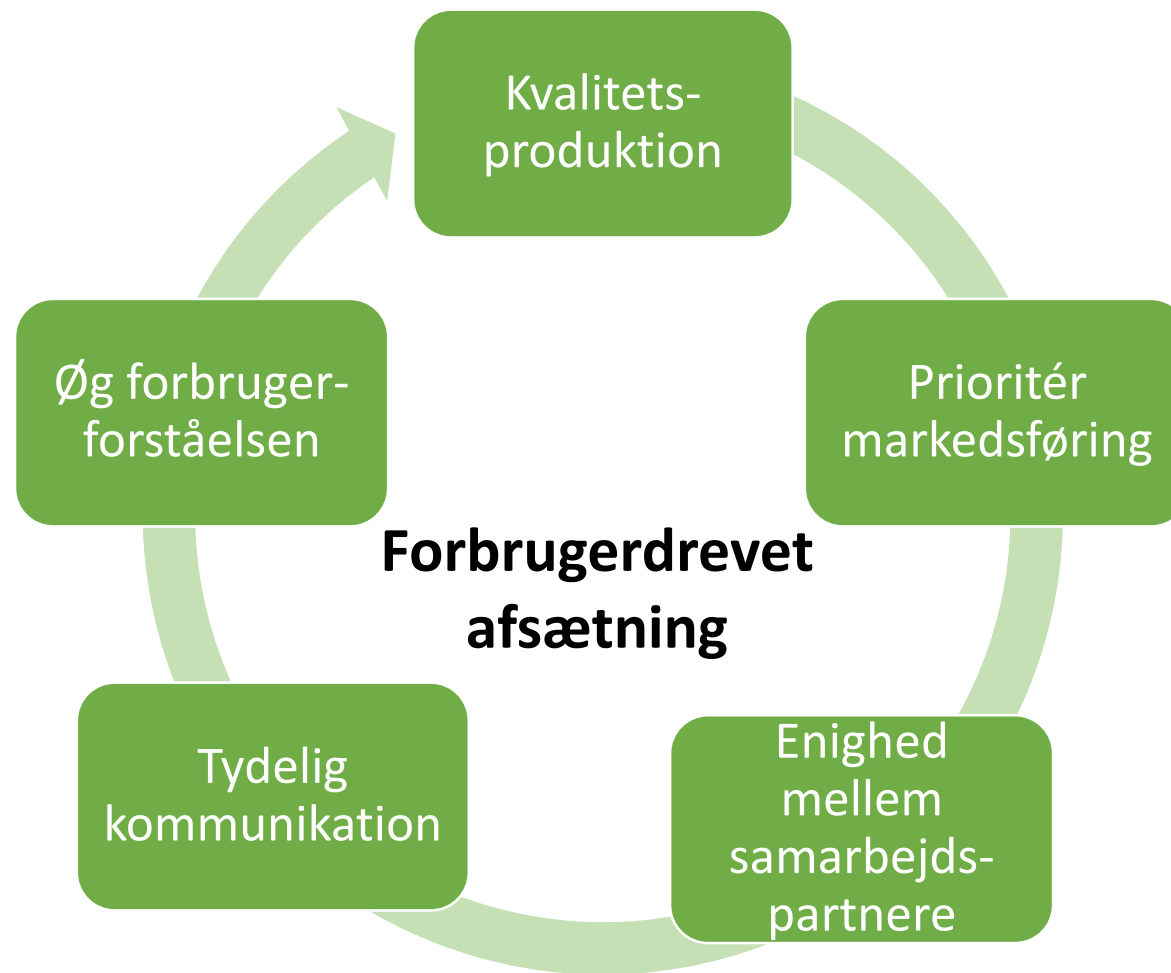 Kvalitets-
produktion
Prioritér
markedsføring
Enighed
mellem
samarbejds-
partnere
Tydelig
kommunikation
Øg forbruger-
forståelsen
Forbrugerdrevet
afsætning